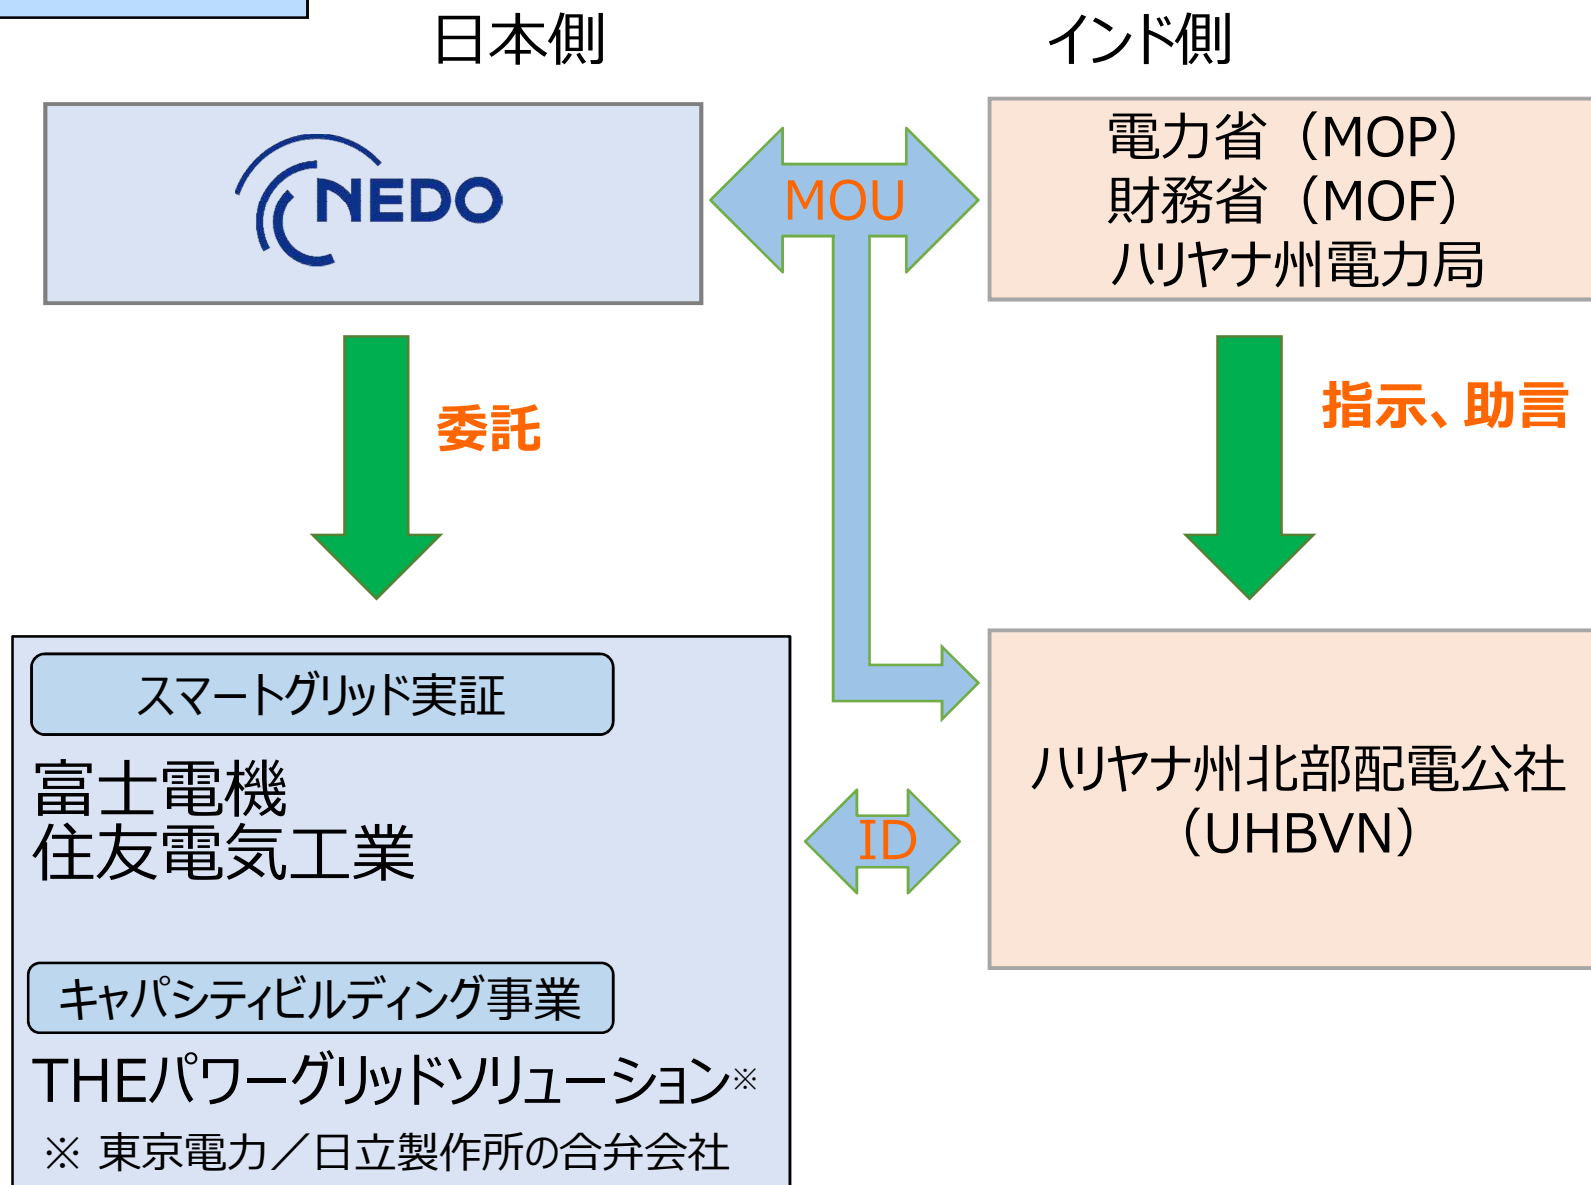 日本側
インド側
NEDO
MOU
電力省（MOP）
財務省（MOF）
ハリヤナ州電力局
委託
指示、助言
スマートグリッド実証
富士電機
住友電気工業
ID
ハリヤナ州北部配電公社
（UHBVN）
キャパシティビルディング事業
THEパワーグリッドソリューション※
※ 東京電力／日立製作所の合弁会社